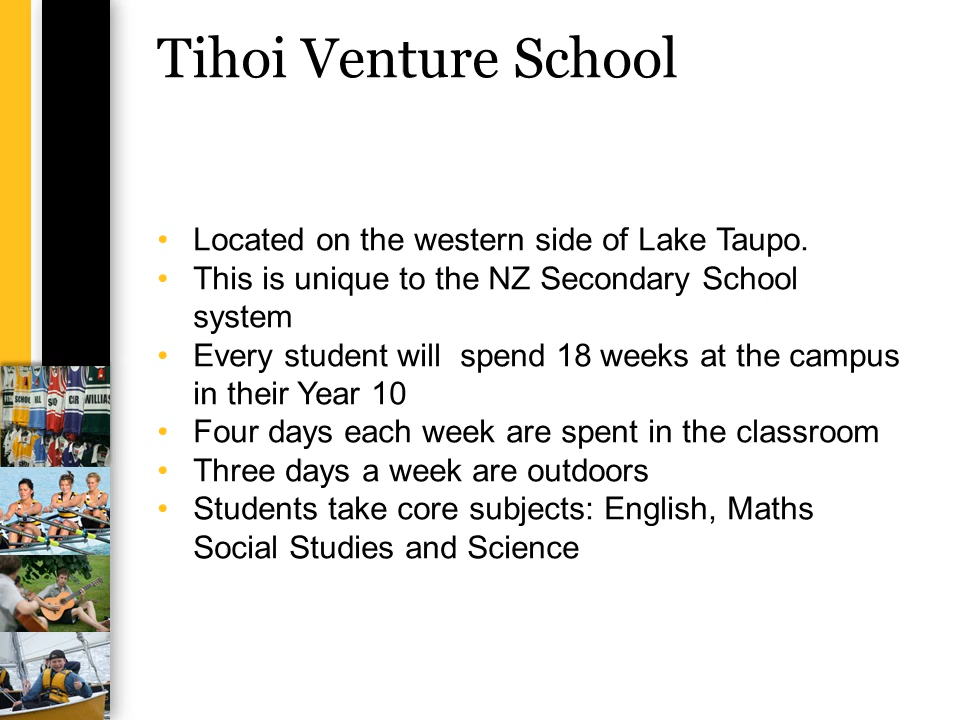 Tihoi Venture School
• Located on the western side of Lake Taupo.
• This is unique to the NZ Secondary School
system
• Every student will  spend 18 weeks at the campus
in their Year 10
• Four days each week are spent in the classroom
• Three days a week are outdoors
• Students take core subjects: English, Maths
Social Studies and Science